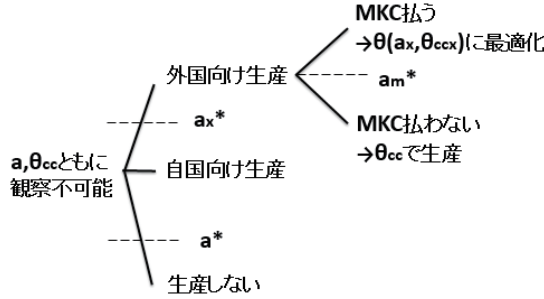 MKC払う
→θ(ax,θccx)に最適化
外国向け生産
am*
ax*
MKC払わない
→θccで生産
a,θccともに
観察不可能
自国向け生産
a*
生産しない